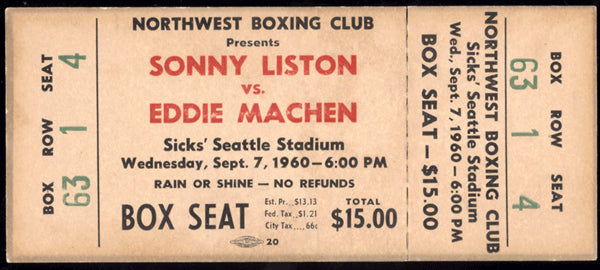 BOX ROW SEAT
63 1 4
NORTHWEST BOXING CLUB
Presents
SONNY LISTON
VS.
EDDIE MACHEN
Sicks' Seattle Stadium
Wednesday, Sept. 7, 1960-6:00 PM
RAIN OR SHINE - NO REFUNDS
BOX SEAT
Est. Pr. . $13.13
Fed. Tax . $1.21
City Tax . . 66c
TOTAL
$15.00
20
NORTHWEST BOXING CLUB
Sicks' Seattle Stadium
Wed., Sept. 7, 1960-6:00 PM
BOX SEAT-$15.00
BOX ROW SEAT
63 1 4